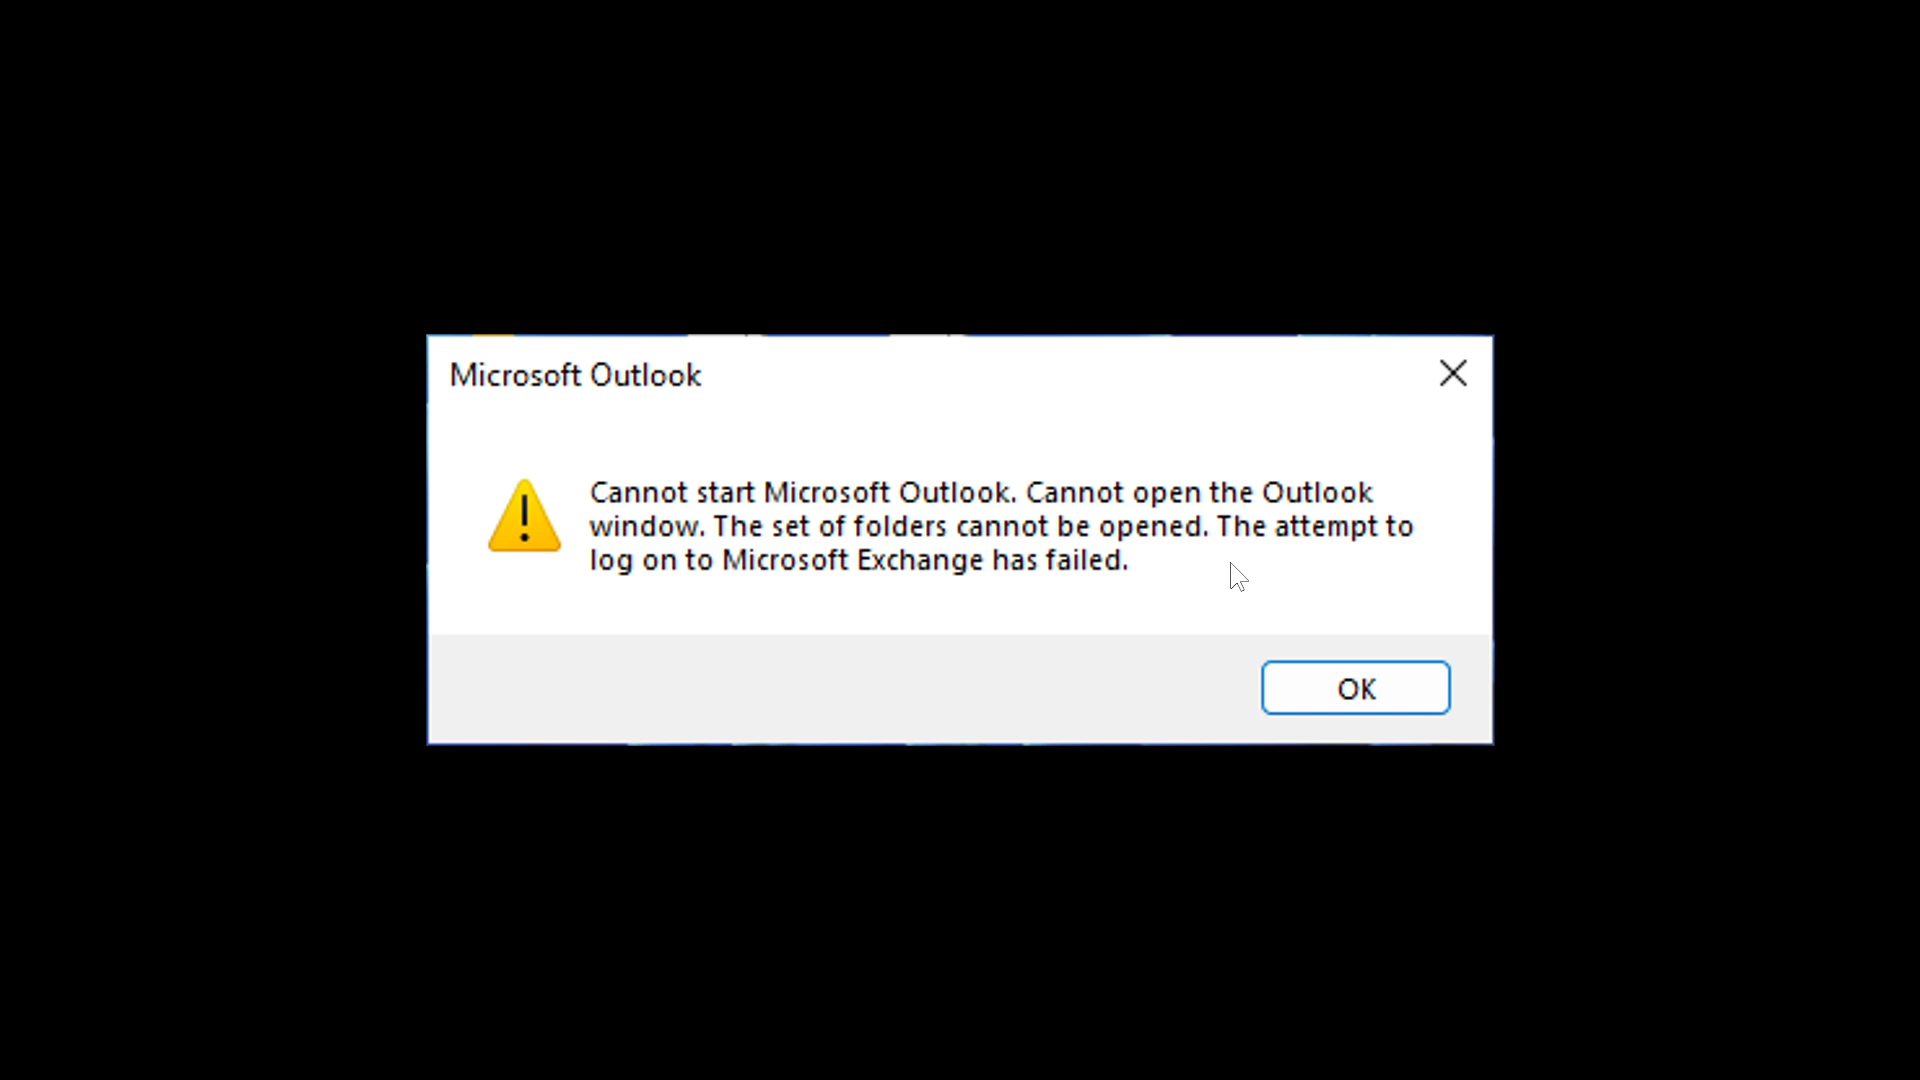 Microsoft Outlook
Cannot start Microsoft Outlook. Cannot open the Outlook
window. The set of folders cannot be opened. The attempt to
log on to Microsoft Exchange has failed.
OK